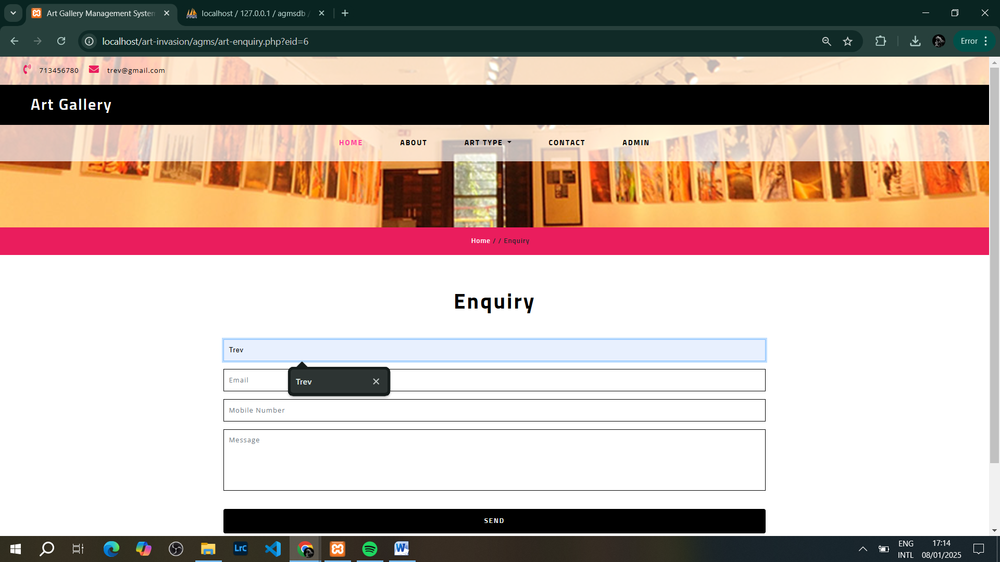 Art Gallery Management System
localhost / 127.0.0.1 / agmsdb /
localhost/art-invasion/agms/art-enquiry.php?eid=6
Error
713456780
trev@gmail.com
Art Gallery
HOME
ABOUT
ART TYPE
CONTACT
ADMIN
Home / / Enquiry
Enquiry
Trev
Email
Trev
Mobile Number
Message
SEND
Lrc
ENG
INTL
17:14
08/01/2025